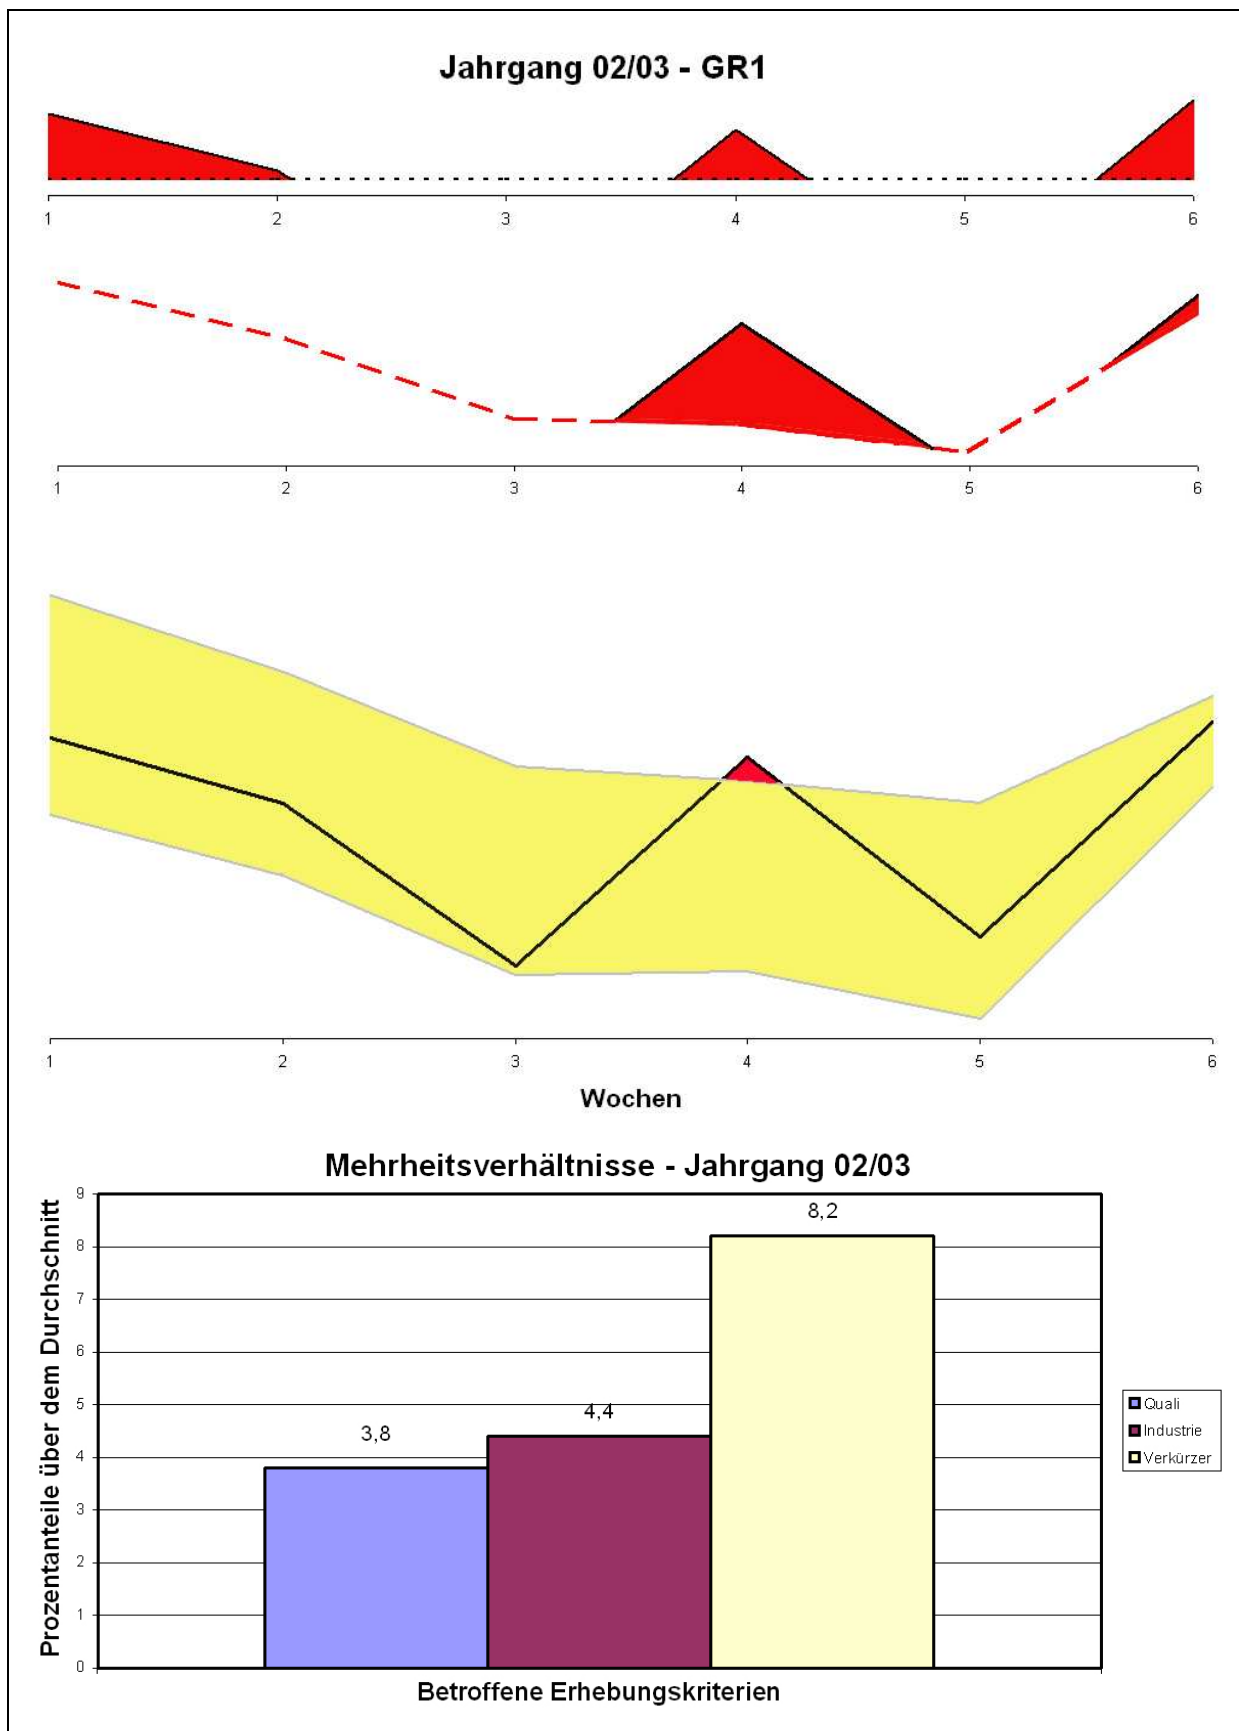 Jahrgang 02/03 - GR1
1 2 3 4 5 6
1 2 3 4 5 6
1 2 3 4 5 6
Wochen
Mehrheitsverhältnisse - Jahrgang 02/03
Prozentanteile über dem Durchschnitt
9
8
7
6
5
4
3
2
1
0
3,8
4,4
8,2
Quali
Industrie
Verkürzer
Betroffene Erhebungskriterien